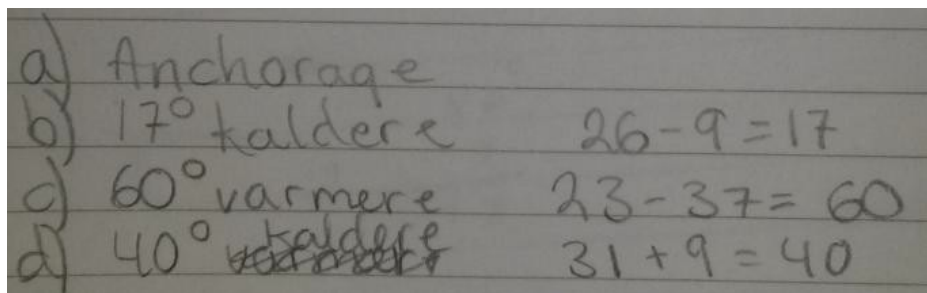 a) Anchorage
b) 17° kaldere 26-9=17
c) 60° varmere 23-37= 60
d) 40° kaldere 31+9=40